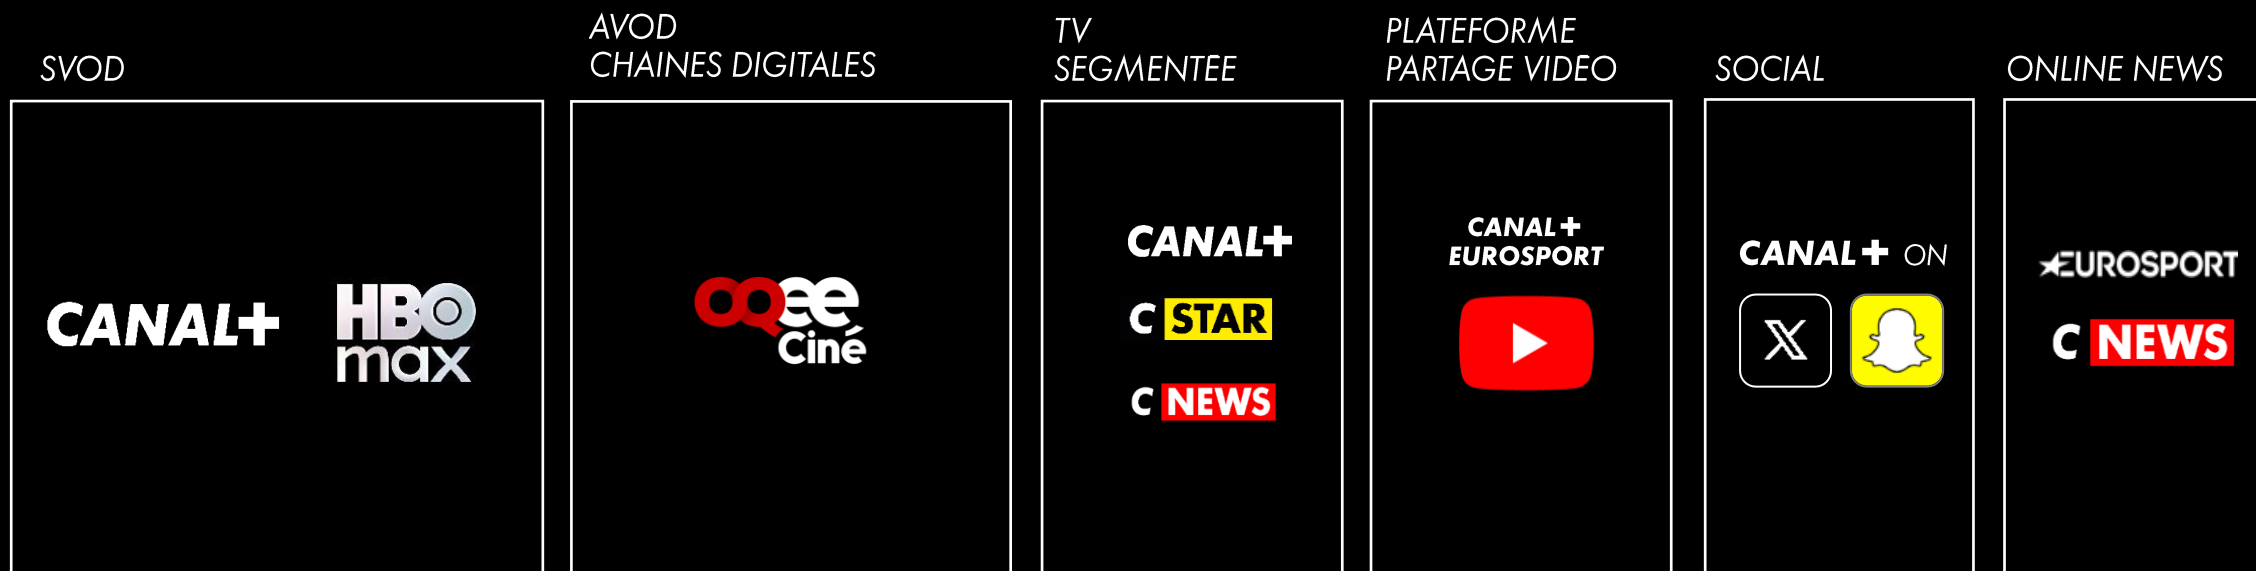 SVOD
AVOD
CHAINES DIGITALES
TV
SEGMENTÉE
PLATEFORME
PARTAGE VIDEO
SOCIAL
ONLINE NEWS
CANAL+
HBO
max
OQee
Ciné
CANAL+
C STAR
C NEWS
CANAL+
EUROSPORT
CANAL+ ON
X
EUROSPORT
C NEWS